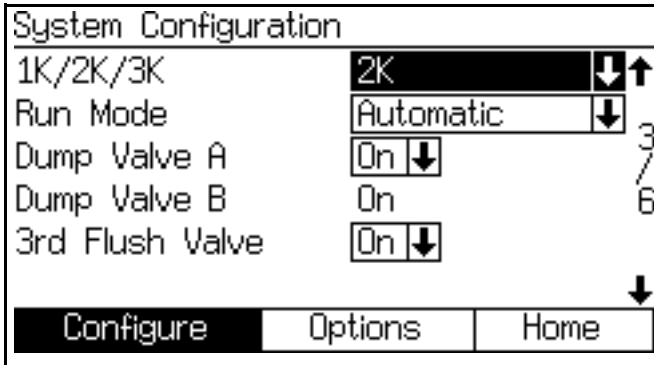 System Configuration
1K/2K/3K 2K
Run Mode Automatic
Dump Valve A On
Dump Valve B On
3rd Flush Valve On
3
/
6
Configure Options Home